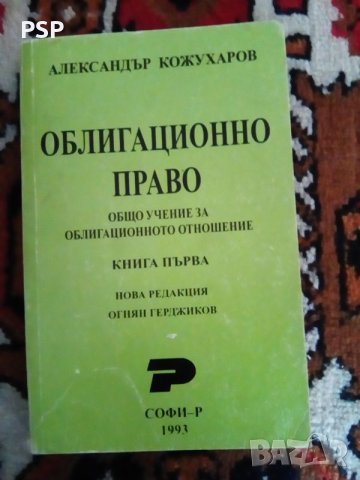 PSP
АЛЕКСАНДЪР КОЖУХАРОВ
ОБЛИГАЦИОННО
ПРАВО
ОБЩО УЧЕНИЕ ЗА
ОБЛИГАЦИОННОТО ОТНОШЕНИЕ
КНИГА ПЪРВА
НОВА РЕДАКЦИЯ
ОГНЯН ГЕРДЖИКОВ
СОФИ-Р
1993
BAZAR